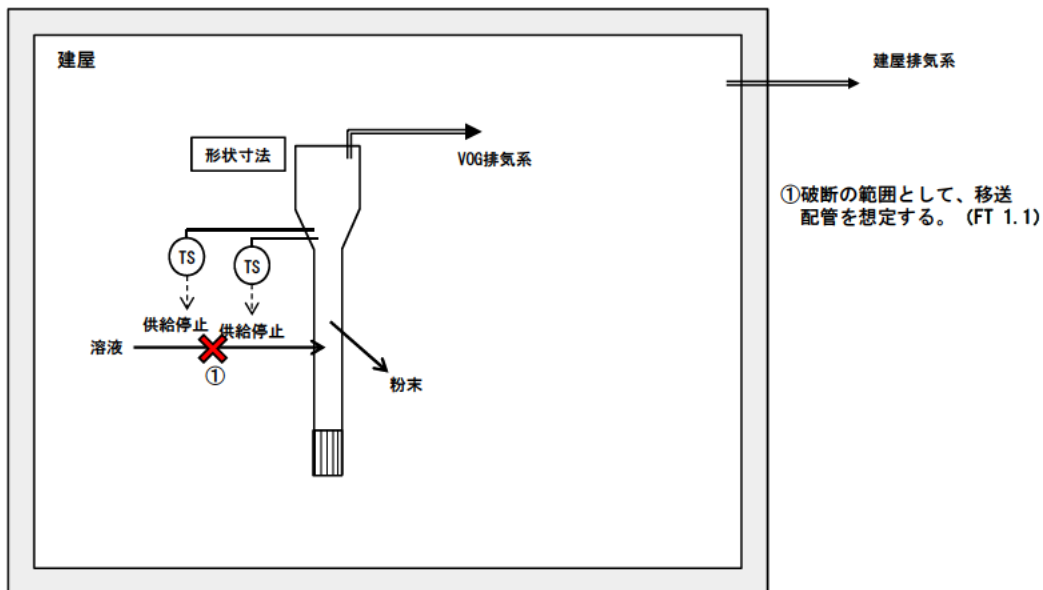 建屋
建屋排気系
形状寸法
VOG排気系
①破断の範囲として、移送
配管を想定する。(FT 1.1)
TS
TS
供給停止
供給停止
溶液
①
粉末